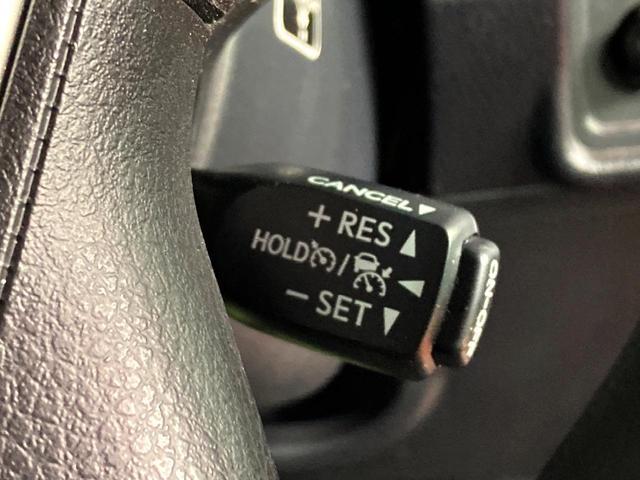 CANCEL
+ RES
HOLD /
− SET
ON-OFF